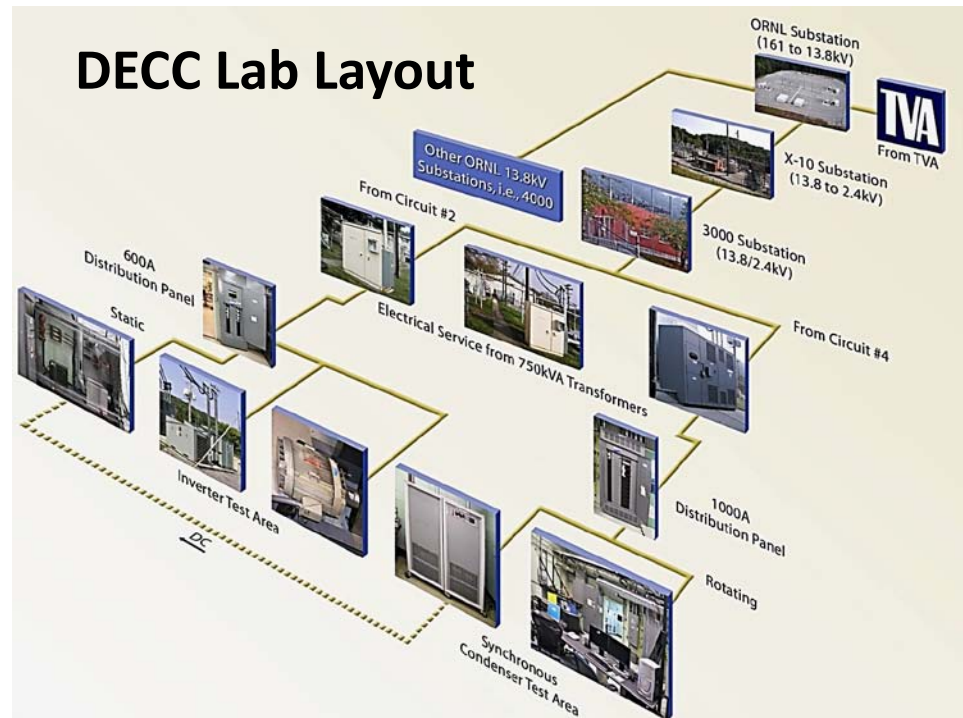 DECC Lab Layout
ORNL Substation
(161 to 13.8kV)
TVA
From TVA
X-10 Substation
(13.8 to 2.4kV)
Other ORNL 13.8kV
Substations, i.e., 4000
3000 Substation
(13.8/2.4kV)
From Circuit #2
600A
Distribution Panel
Static
Electrical Service from 750kVA Transformers
From Circuit #4
Inverter Test Area
1000A
Distribution Panel
DC
Rotating
Synchronous
Condenser Test Area